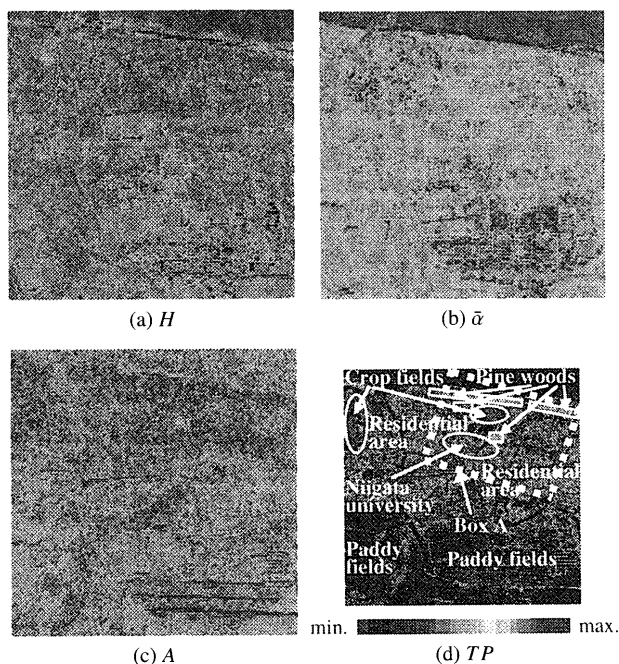 (a) H
(b) ᾱ
Crop fields
Pine woods
Residential
area
Niigata
university
Residential
area
Box A
Paddy
fields
Paddy fields
min.
max.
(c) A
(d) TP